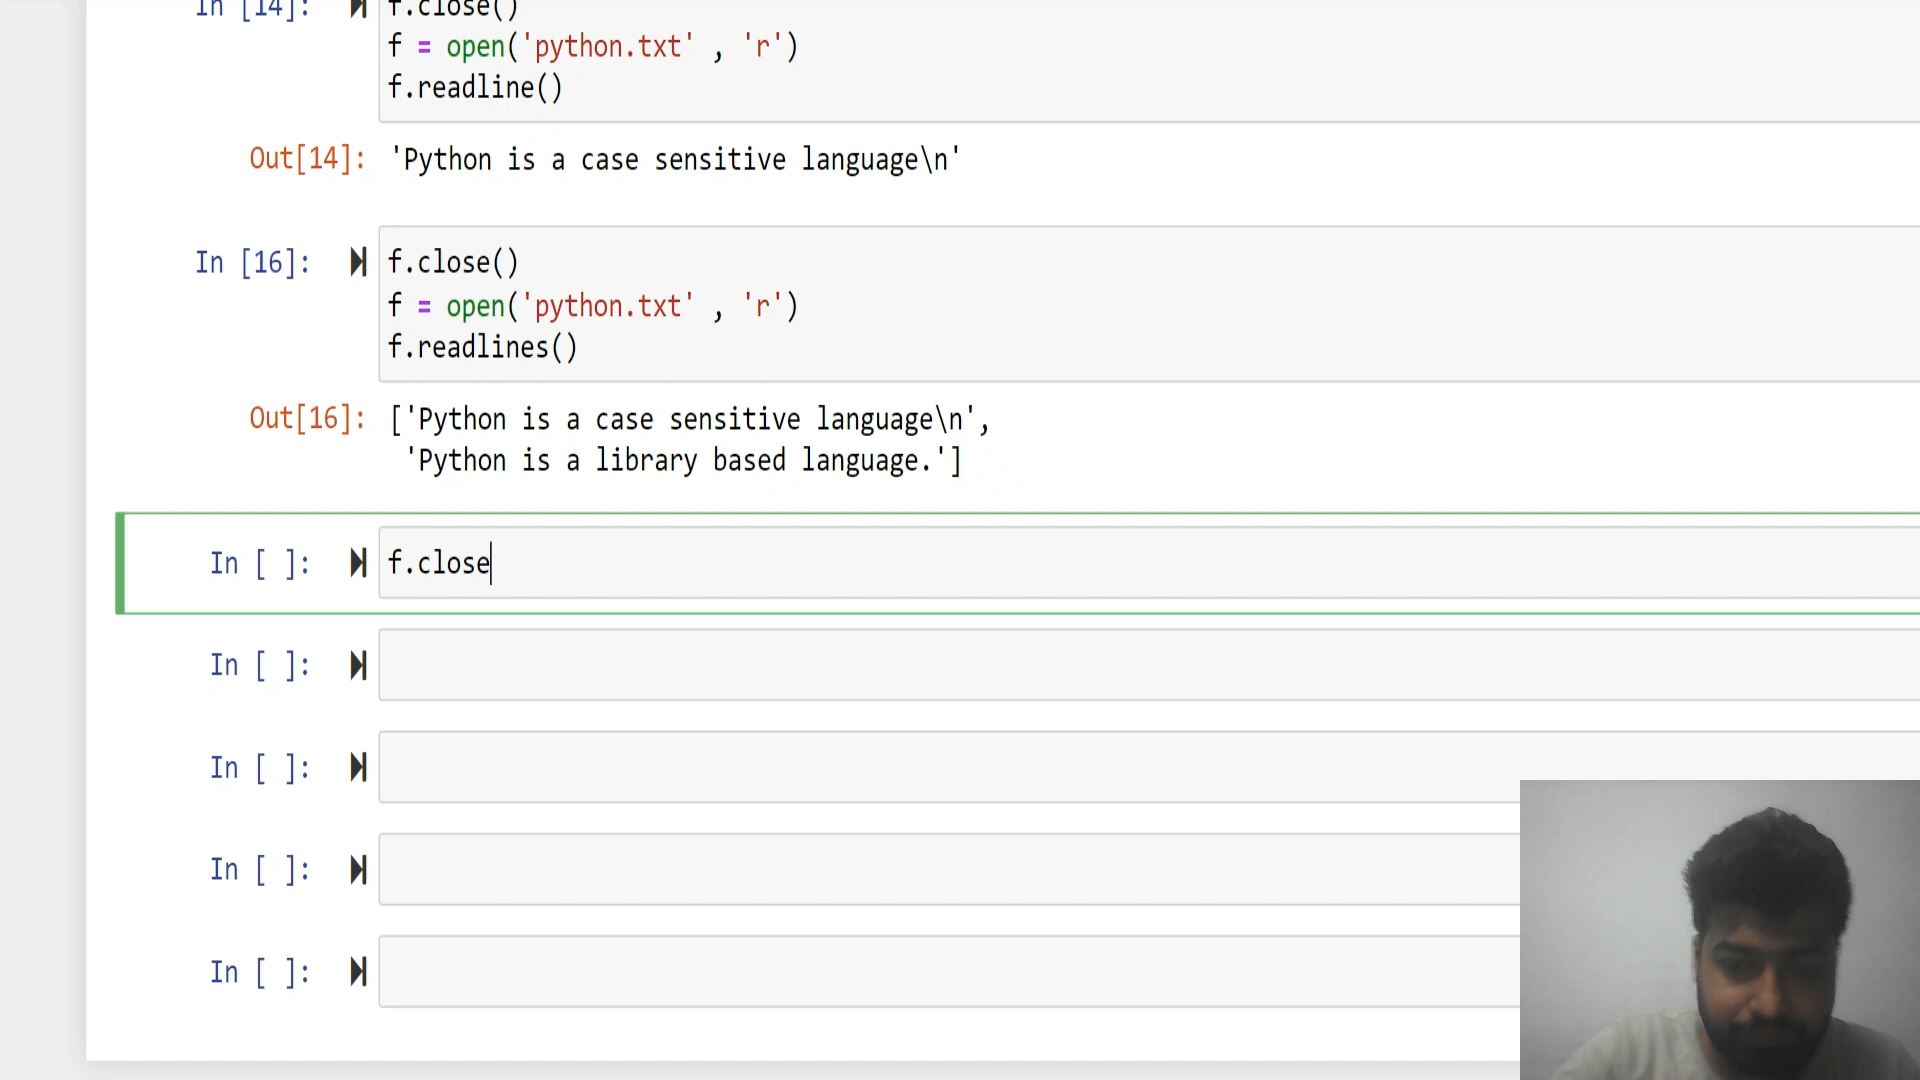 In [14]: f.close()
f = open('python.txt' , 'r')
f.readline()
Out[14]: 'Python is a case sensitive language\n'
In [16]: f.close()
f = open('python.txt' , 'r')
f.readlines()
Out[16]: ['Python is a case sensitive language\n',
'Python is a library based language.']
In [ ]: f.close
In [ ]:
In [ ]:
In [ ]:
In [ ]: